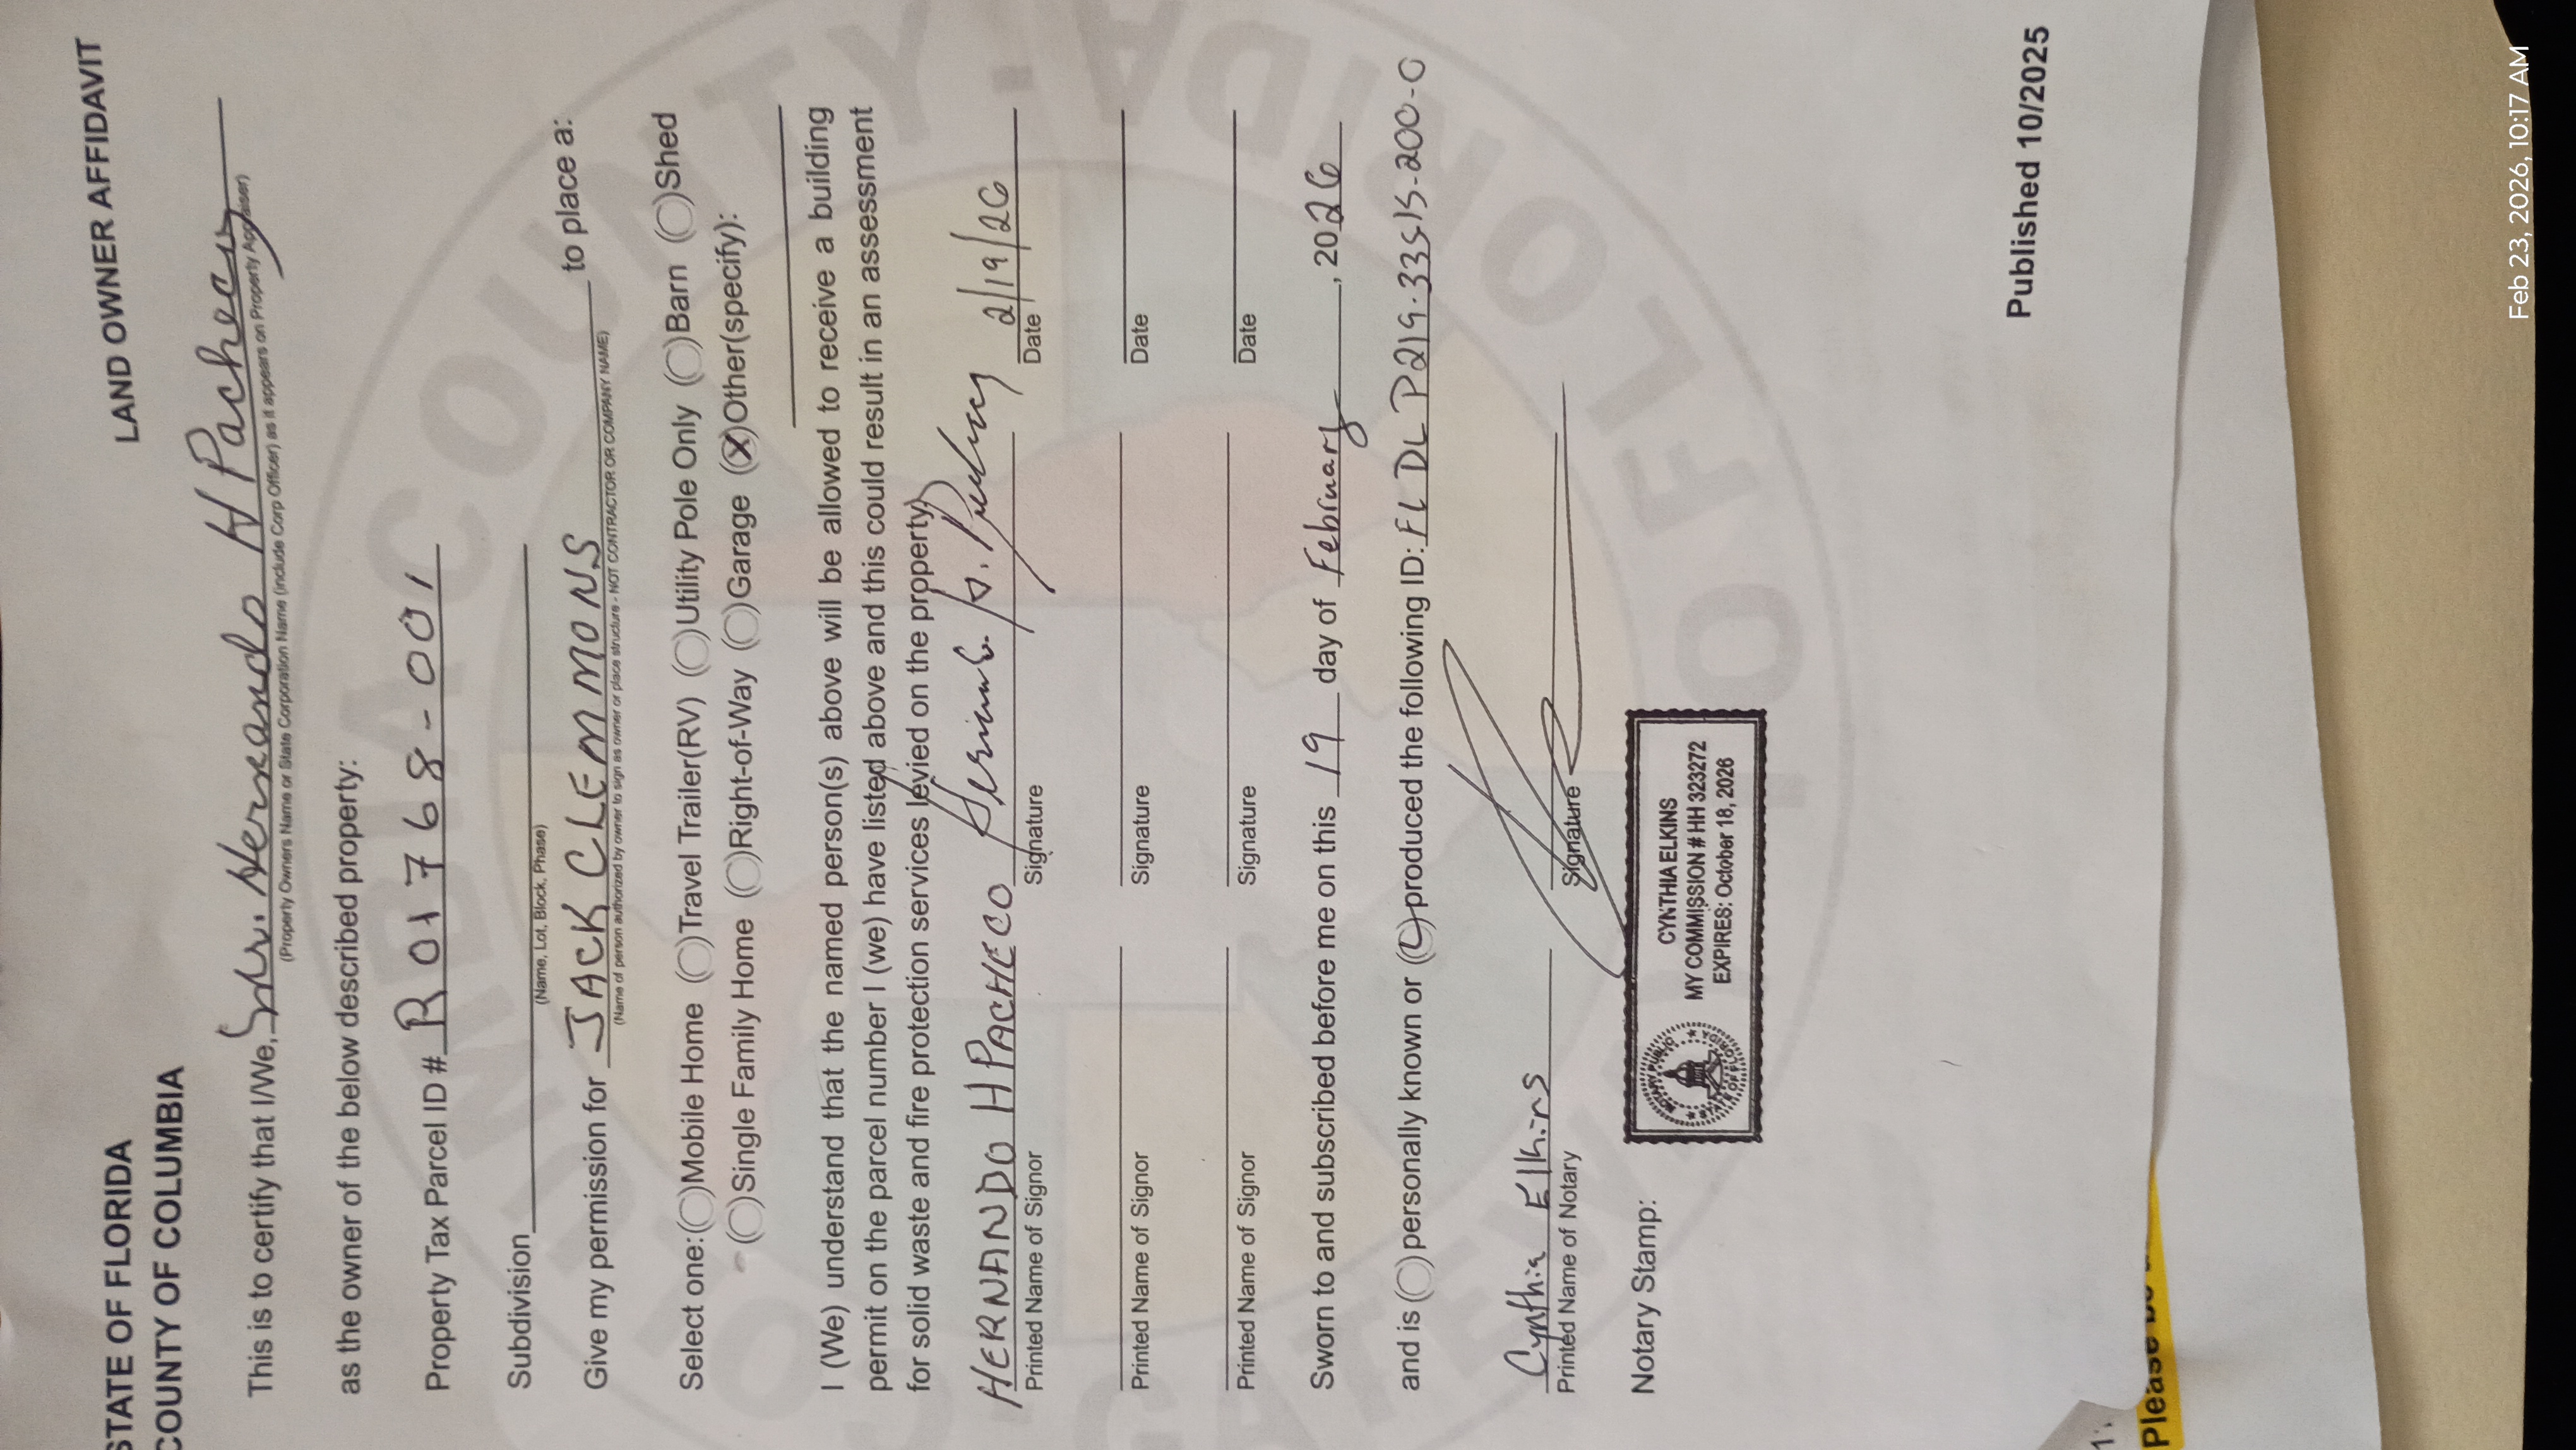 STATE OF FLORIDA
LAND OWNER AFFIDAVIT
COUNTY OF COLUMBIA
This is to certify that I/We, Hernando H Pacheco
(Property Owners Name or State Corporation Name (include Corp Officer) as it appears on Property Appraiser)
as the owner of the below described property:
Property Tax Parcel ID # R 01768-001
Subdivision
(Name, Lot, Block, Phase)
Give my permission for JACK CLEMMONS to place a:
(Name of person authorized by owner to sign as owner or place structure - NOT CONTRACTOR OR COMPANY NAME)
Select one: ( )Mobile Home ( )Travel Trailer(RV) ( )Utility Pole Only ( )Barn ( )Shed
( )Single Family Home ( )Right-of-Way ( )Garage (X)Other(specify):
I (We) understand that the named person(s) above will be allowed to receive a building
permit on the parcel number I (we) have listed above and this could result in an assessment
for solid waste and fire protection services levied on the property.
HERNANDO H PACHECO Hernando H. Pacheco 2/19/26
Printed Name of Signor Signature Date
Printed Name of Signor Signature Date
Printed Name of Signor Signature Date
Sworn to and subscribed before me on this 19 day of February, 2026
and is ( )personally known or ( )produced the following ID: FL DL P219-335-15-200-0
Cynthia Elkins
Printed Name of Notary Signature
Notary Stamp:
NOTARY PUBLIC
CYNTHIA ELKINS
MY COMMISSION # HH 323272
EXPIRES: October 18, 2026
Published 10/2025
1.
Please
Feb 23, 2026, 10:17 AM